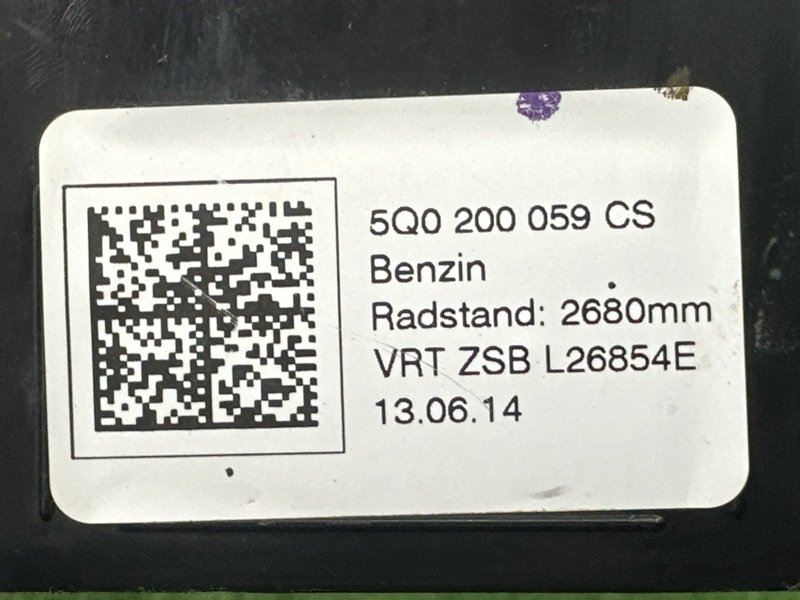 5Q0 200 059 CS
Benzin
Radstand: 2680mm
VRT ZSB L26854E
13.06.14